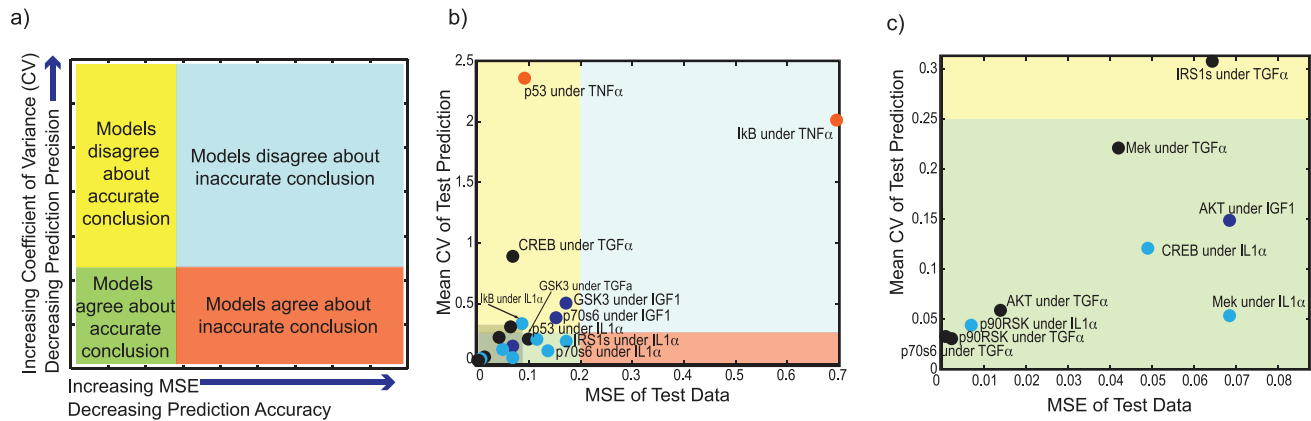 a)
Increasing Coefficient of Variance (CV)
Decreasing Prediction Precision
Models
disagree
about
accurate
conclusion
Models disagree about
inaccurate conclusion
Models
agree about
accurate
conclusion
Models agree about
inaccurate conclusion
Increasing MSE
Decreasing Prediction Accuracy
b)
Mean CV of Test Prediction
2.5
2
1.5
1
0.5
0
p53 under TNFα
IkB under TNFα
CREB under TGFα
GSK3 under TGFa
IkB under IL1α
GSK3 under IGF1
p70s6 under IGF1
p53 under IL1α
IRS1s under IL1α
p70s6 under IL1α
0 0.1 0.2 0.3 0.4 0.5 0.6 0.7
MSE of Test Data
c)
Mean CV of Test Prediction
0.3
0.25
0.2
0.15
0.1
0.05
0
IRS1s under TGFα
Mek under TGFα
AKT under IGF1
CREB under IL1α
AKT under TGFα
Mek under IL1α
p90RSK under IL1α
p90RSK under TGFα
p70s6 under TGFα
0 0.01 0.02 0.03 0.04 0.05 0.06 0.07 0.08
MSE of Test Data